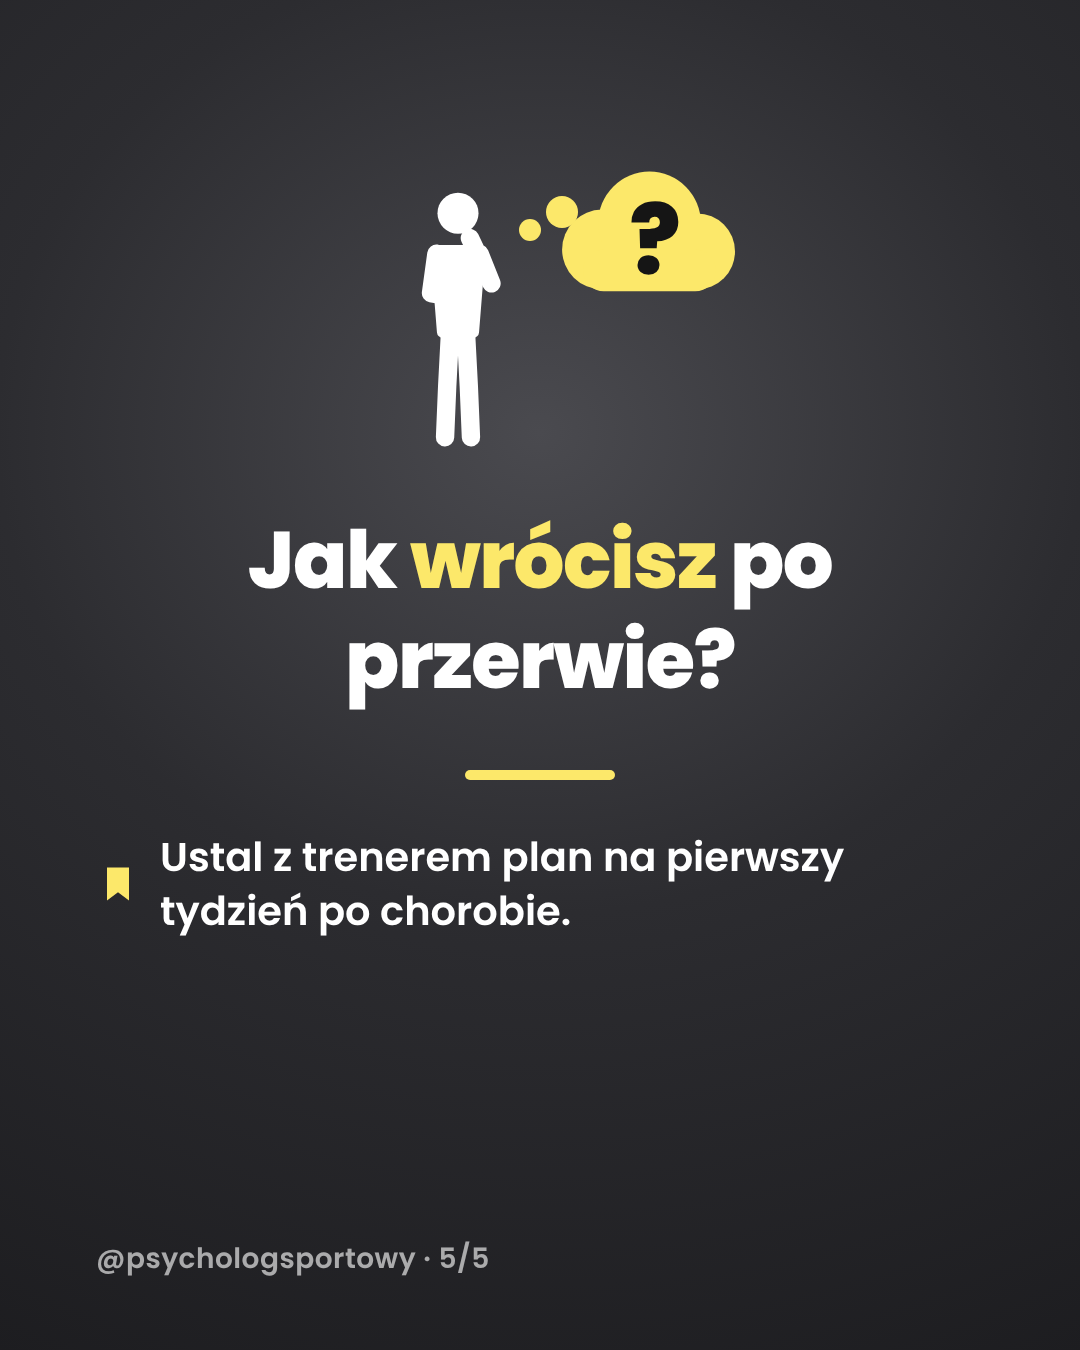 ?
Jak wrócisz po
przerwie?
Ustal z trenerem plan na pierwszy
tydzień po chorobie.
@psychologsportowy · 5/5